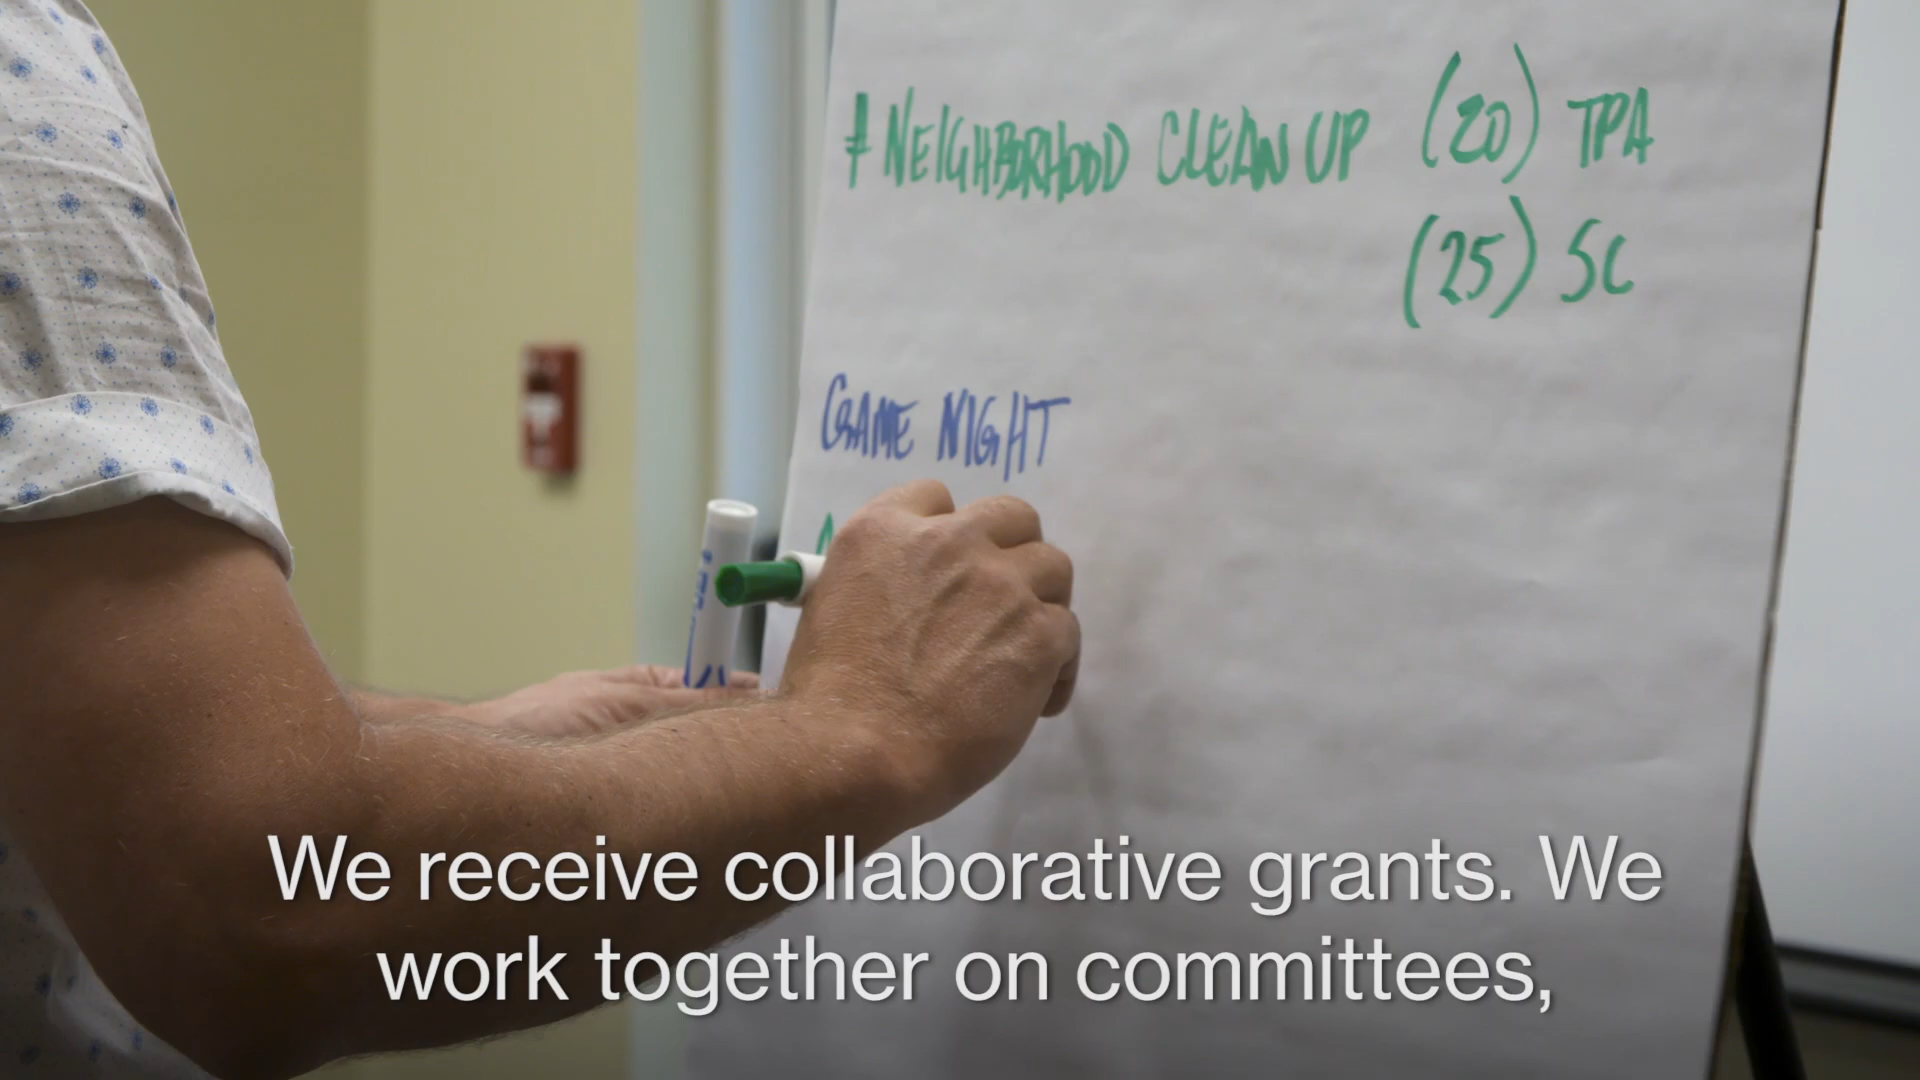 # NEIGHBORHOOD CLEAN UP (20) TPA
(25) SC
GAME NIGHT
We receive collaborative grants. We
work together on committees,